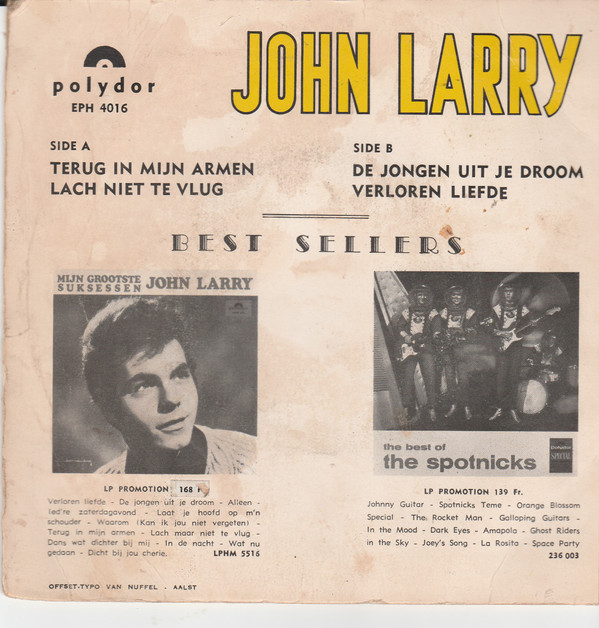 polydor
EPH 4016
JOHN LARRY
SIDE A
TERUG IN MIJN ARMEN
LACH NIET TE VLUG
SIDE B
DE JONGEN UIT JE DROOM
VERLOREN LIEFDE
BEST SELLERS
MIJN GROOTSTE
SUKSESSEN JOHN LARRY
LP PROMOTION 168 F
Verloren liefde - De jongen uit je droom - Alleen -
Ied're zaterdagavond - Laat je hoofd op m'n
schouder - Waarom (Kan ik jou niet vergeten) -
Terug in mijn armen - Lach maar niet te vlug -
Dans wat dichter bij mij - In de nacht - Wat nu
gedaan - Dicht bij jou cherie. LPHM 5516
the best of
the spotnicks
Polydor
SPECIAL
LP PROMOTION 139 Fr.
Johnny Guitar - Spotnicks Teme - Orange Blossom
Special - The Rocket Man - Galloping Guitars -
In the Mood - Dark Eyes - Amapola - Ghost Riders
in the Sky - Joey's Song - La Rosita - Space Party
236 003
OFFSET-TYPO VAN NUFFEL - AALST